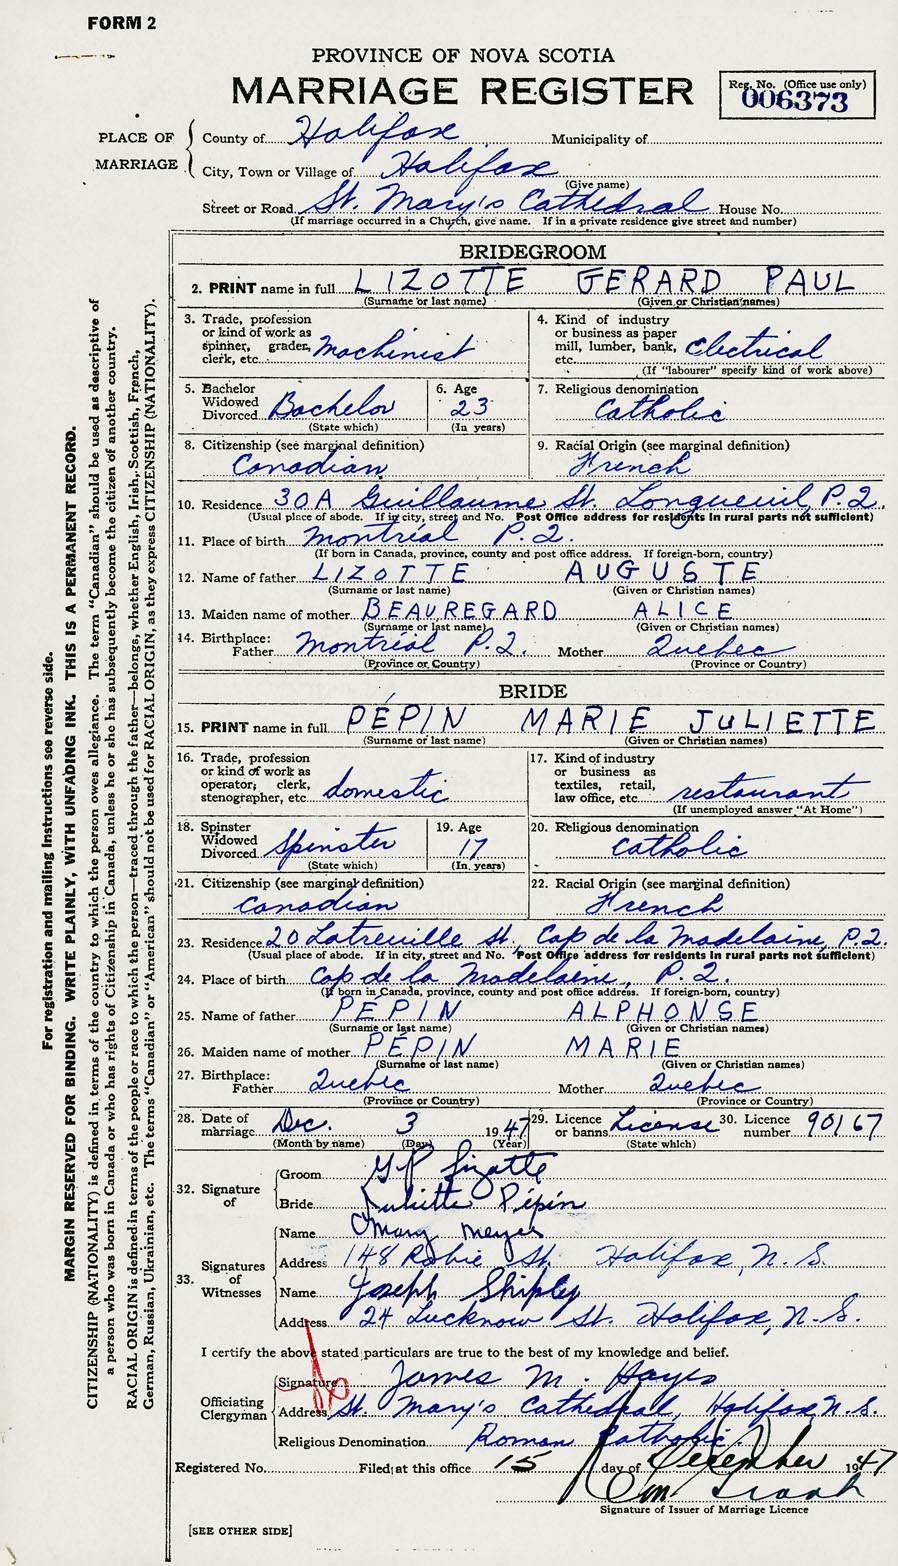 FORM 2
PROVINCE OF NOVA SCOTIA
MARRIAGE REGISTER
Reg. No. (Office use only)
006373
PLACE OF MARRIAGE
County of Halifax Municipality of
City, Town or Village of Halifax
(Give name)
Street or Road St. Mary's Cathedral House No.
(If marriage occurred in a Church, give name. If in a private residence give street and number)
BRIDEGROOM
2. PRINT name in full LIZOTTE GERARD PAUL
(Surname or last name) (Given or Christian names)
3. Trade, profession or kind of work as spinner, grader, clerk, etc. Machinist
4. Kind of industry or business as paper mill, lumber, bank, etc. Electrical
(If "labourer" specify kind of work above)
5. Bachelor Widowed Divorced Bachelor
(State which)
6. Age 23
(In years)
7. Religious denomination
Catholic
8. Citizenship (see marginal definition)
Canadian
9. Racial Origin (see marginal definition)
French
10. Residence 30A Guillaume St. Longueuil, P.Q.
(Usual place of abode. If in city, street and No. Post Office address for residents in rural parts not sufficient)
11. Place of birth Montréal P.Q.
(If born in Canada, province, county and post office address. If foreign-born, country)
12. Name of father LIZOTTE AUGUSTE
(Surname or last name) (Given or Christian names)
13. Maiden name of mother BEAUREGARD ALICE
(Surname or last name) (Given or Christian names)
14. Birthplace:
Father Montréal P.Q. Mother Quebec
(Province or Country) (Province or Country)
BRIDE
15. PRINT name in full PÉPIN MARIE JULIETTE
(Surname or last name) (Given or Christian names)
16. Trade, profession or kind of work as operator, clerk, stenographer, etc. domestic
17. Kind of industry or business as textiles, retail, law office, etc. restaurant
(If unemployed answer "At Home")
18. Spinster Widowed Divorced Spinster
(State which)
19. Age 17
(In years)
20. Religious denomination
Catholic
21. Citizenship (see marginal definition)
Canadian
22. Racial Origin (see marginal definition)
French
23. Residence 20 Latreille St., Cap de la Madelaine, P.Q.
(Usual place of abode. If in city, street and No. Post Office address for residents in rural parts not sufficient)
24. Place of birth Cap de la Madelaene, P.Q.
(If born in Canada, province, county and post office address. If foreign-born, country)
25. Name of father PÉPIN ALPHONSE
(Surname or last name) (Given or Christian names)
26. Maiden name of mother PÉPIN MARIE
(Surname or last name) (Given or Christian names)
27. Birthplace:
Father Quebec Mother Quebec
(Province or Country) (Province or Country)
28. Date of marriage Dec. 3 1947
(Month by name) (Day) (Year)
29. Licence or banns License
(State which)
30. Licence number 90167
32. Signature of
Groom G P Lizotte
Bride Juliette Pépin
33. Signatures of Witnesses
Name Mary Meyer
Address 148 Robie St. Halifax, N.S.
Name Joseph Shipley
Address 24 Lucknow St. Halifax, N.S.
I certify the above stated particulars are true to the best of my knowledge and belief.
Officiating Clergyman
Signature James M. Hayes
Address St. Mary's Cathedral, Halifax N.S.
Religious Denomination Roman Catholic
Registered No. Filed at this office 15 day of December 1947
Signature of Issuer of Marriage Licence
[SEE OTHER SIDE]
For registration and mailing instructions see reverse side.
MARGIN RESERVED FOR BINDING. WRITE PLAINLY, WITH UNFADING INK. THIS IS A PERMANENT RECORD.
CITIZENSHIP (NATIONALITY) is defined in terms of the country to which the person owes allegiance. The term "Canadian" should be used as descriptive of
a person who was born in Canada or who has rights of Citizenship in Canada, unless he or she has subsequently become the citizen of another country.
RACIAL ORIGIN is defined in terms of the people or race to which the person—traced through the father—belongs, whether English, Irish, Scottish, French,
German, Russian, Ukrainian, etc. The terms "Canadian" or "American" should not be used for RACIAL ORIGIN, as they express CITIZENSHIP (NATIONALITY).